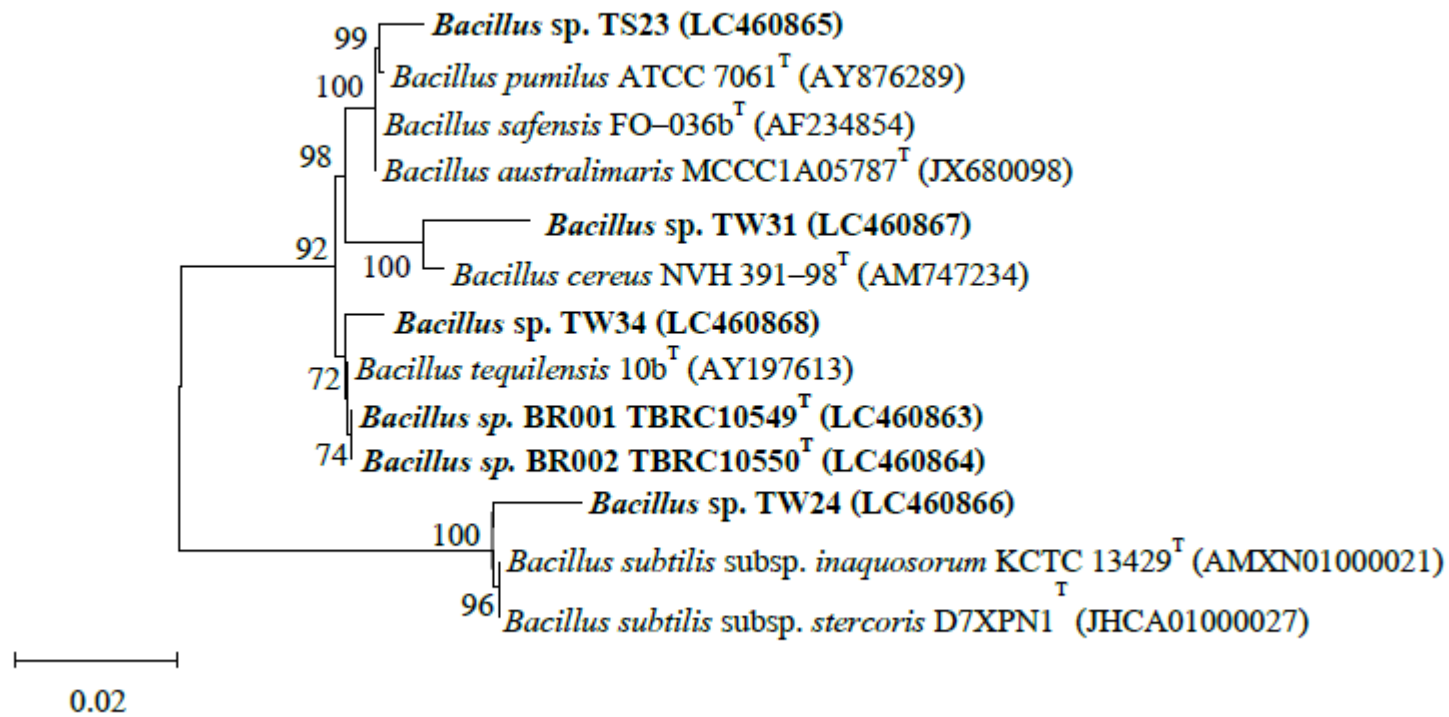 99
Bacillus sp. TS23 (LC460865)
100
Bacillus pumilus ATCC 7061T (AY876289)
Bacillus safensis FO–036bT (AF234854)
98
Bacillus australimaris MCCC1A05787T (JX680098)
Bacillus sp. TW31 (LC460867)
92
100
Bacillus cereus NVH 391–98T (AM747234)
Bacillus sp. TW34 (LC460868)
72
Bacillus tequilensis 10bT (AY197613)
Bacillus sp. BR001 TBRC10549T (LC460863)
74
Bacillus sp. BR002 TBRC10550T (LC460864)
Bacillus sp. TW24 (LC460866)
100
Bacillus subtilis subsp. inaquosorum KCTC 13429T (AMXN01000021)
96
Bacillus subtilis subsp. stercoris D7XPN1T (JHCA01000027)
0.02